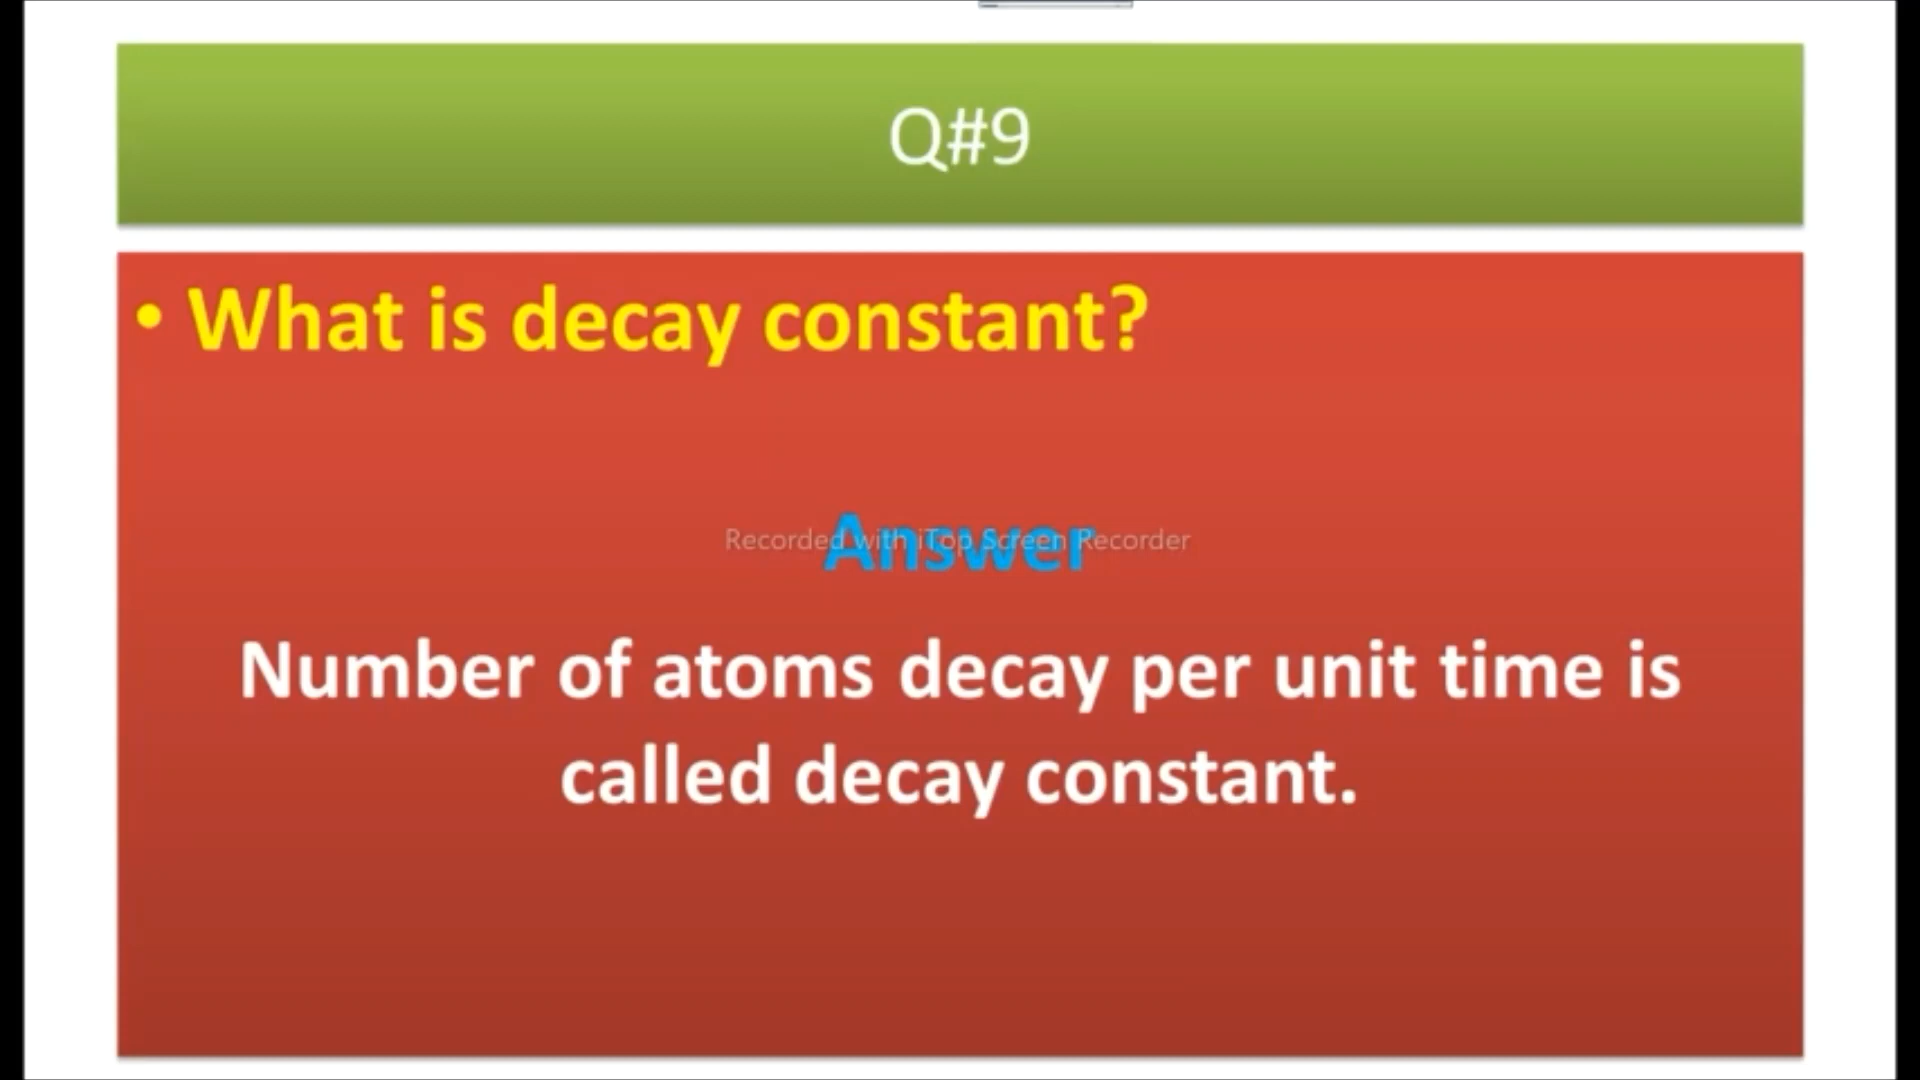 Q#9
• What is decay constant?
Answer
Recorded with iTop Screen Recorder
Number of atoms decay per unit time is
called decay constant.